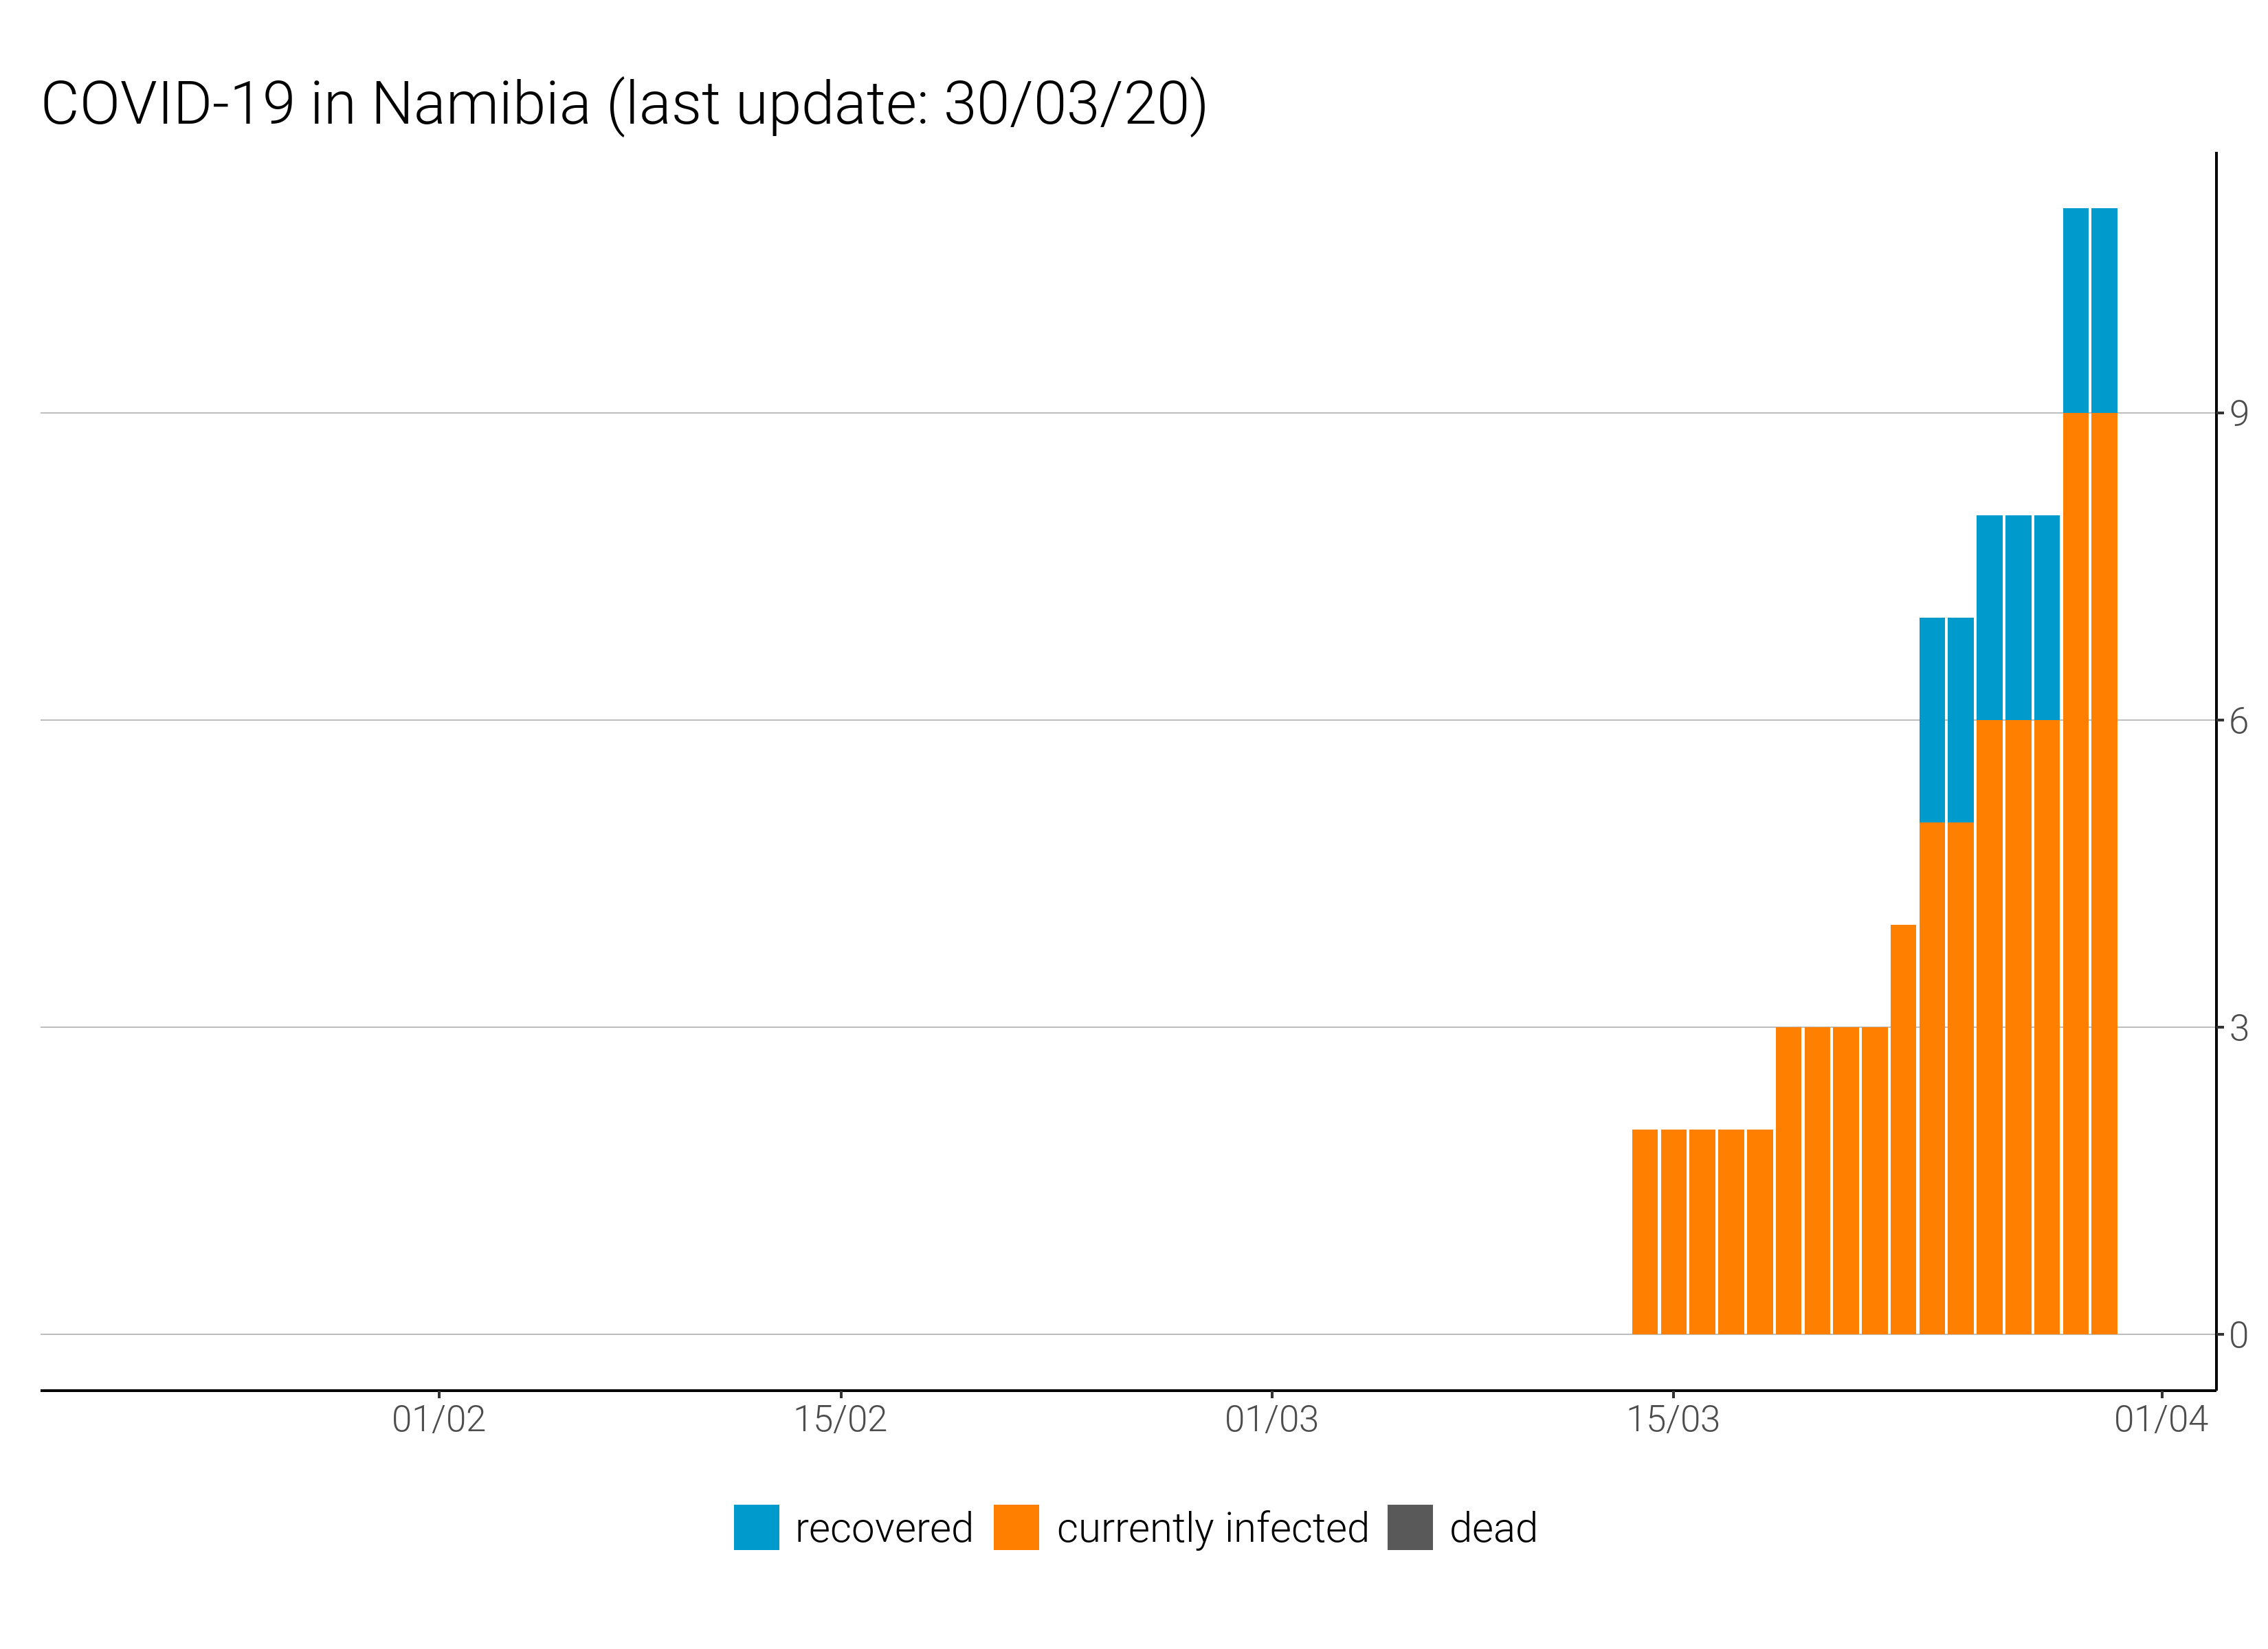 COVID-19 in Namibia (last update: 30/03/20)
9
6
3
0
01/02 15/02 01/03 15/03 01/04
recovered currently infected dead